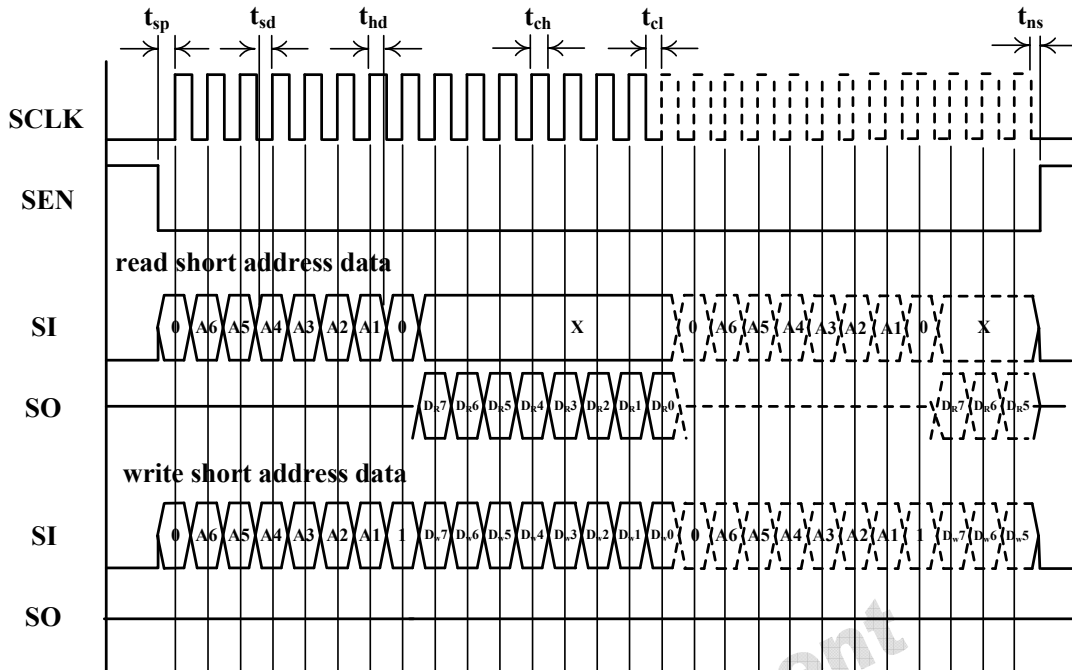 tsp tsd thd tch tcl tns
SCLK
SEN
read short address data
SI 0 A6 A5 A4 A3 A2 A1 0 X 0 A6 A5 A4 A3 A2 A1 0 X
SO DR7 DR6 DR5 DR4 DR3 DR2 DR1 DR0 DR7 DR6 DR5
write short address data
SI 0 A6 A5 A4 A3 A2 A1 1 Dw7 Dw6 Dw5 Dw4 Dw3 Dw2 Dw1 Dw0 0 A6 A5 A4 A3 A2 A1 1 Dw7 Dw6 Dw5
SO